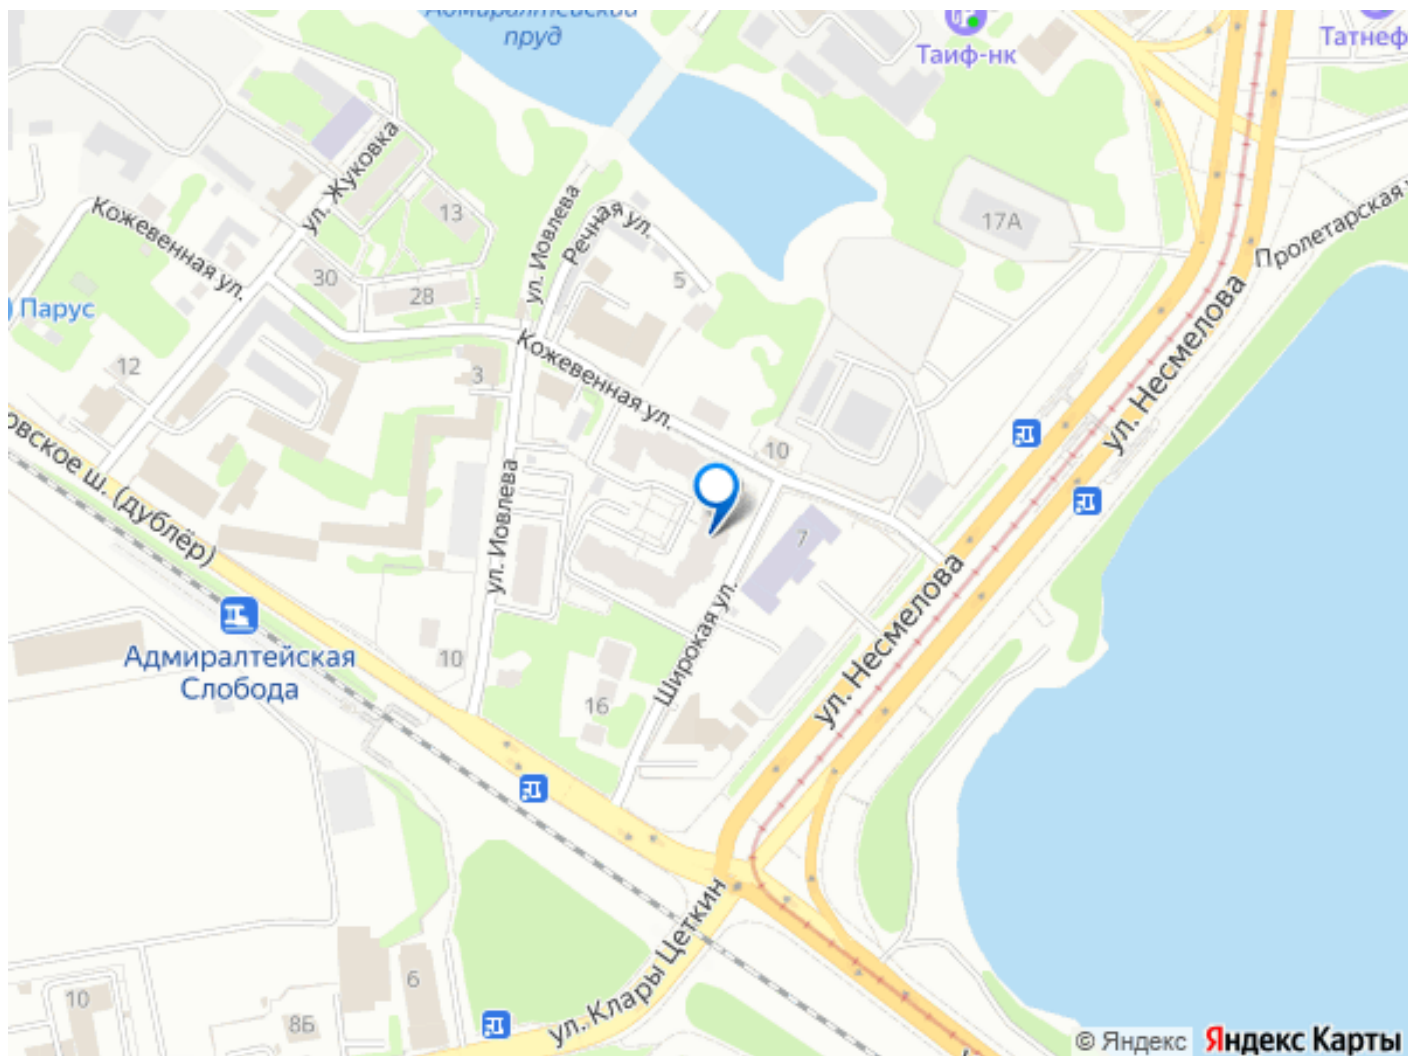 Адмиралтейский
пруд
Таиф-нк
Татнеф
ул. Жуковка
13
17А
Кожевенная ул.
ул. Иовлева
Речная ул.
Пролетарская
5
30
28
Парус
ул. Несмелова
12
3
Кожевенная ул.
10
овское ш. (дублёр)
ул. Иовлева
7
Адмиралтейская
Слобода
10
Широкая ул.
16
ул. Несмелова
ул. Клары Цеткин
6
10
8Б
© Яндекс Яндекс Карты